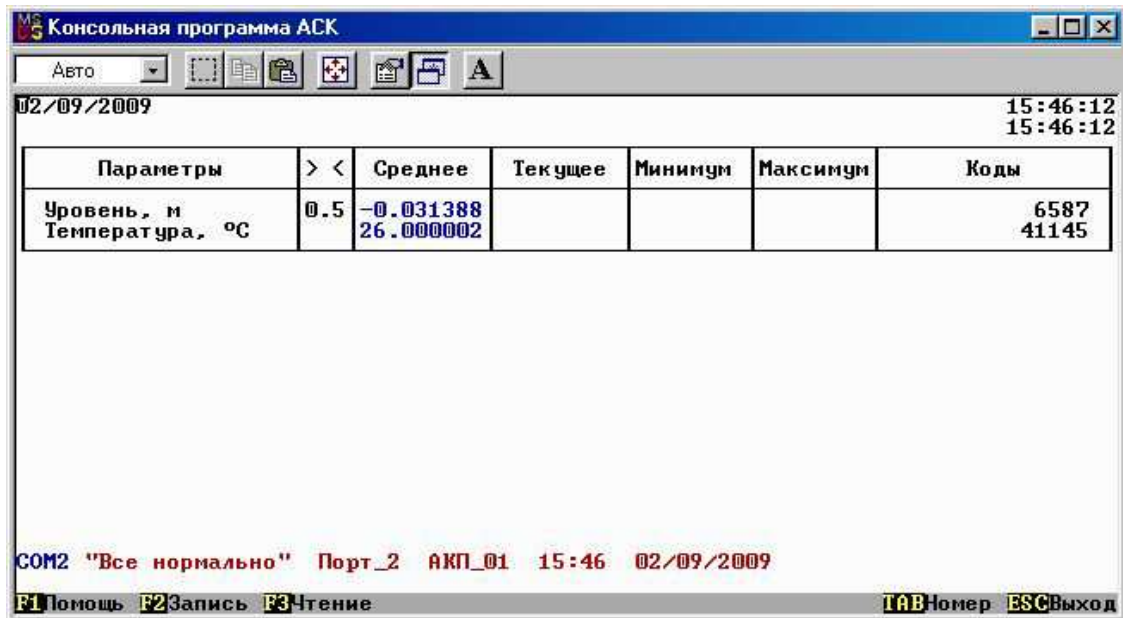 Консольная программа АСК
Авто A
02/09/2009 15:46:12
15:46:12
Параметры > < Среднее Текущее Минимум Максимум Коды
Уровень, м 0.5 -0.031388 6587
Температура, °C 26.000002 41145
COM2 "Все нормально" Порт_2 АКП_01 15:46 02/09/2009
F1Помощь F2Запись F3Чтение TABНомер ESCВыход